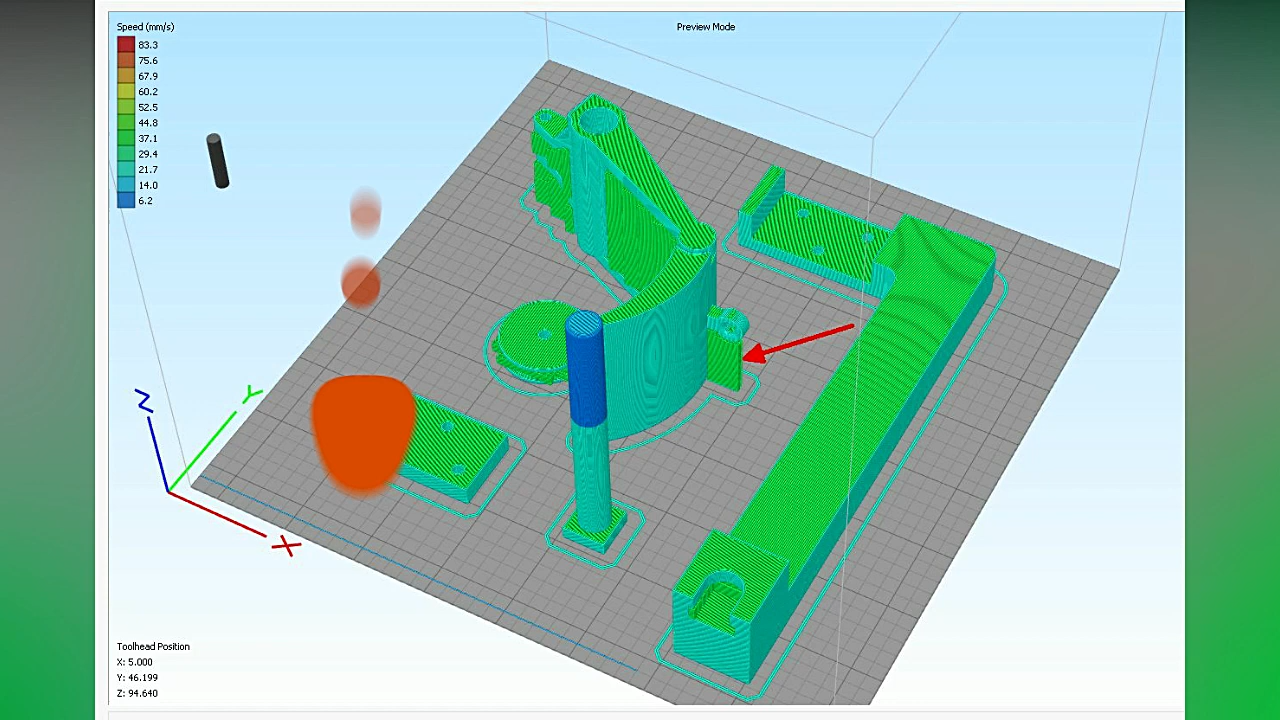 Speed (mm/s)
Preview Mode
83.3
75.6
67.9
60.2
52.5
44.8
37.1
29.4
21.7
14.0
6.2
Z
Y
X
Toolhead Position
X: 5.000
Y: 46.199
Z: 94.640